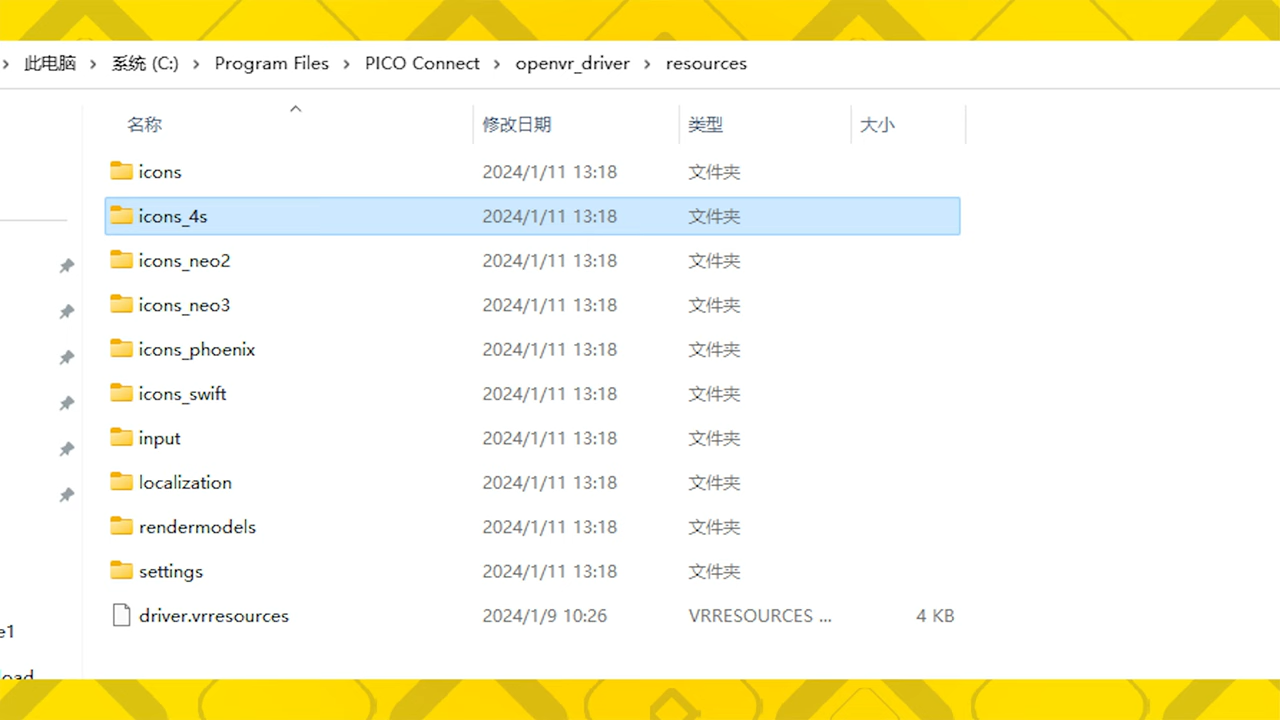 此电脑 系统 (C:) Program Files PICO Connect openvr_driver resources
名称 修改日期 类型 大小
icons 2024/1/11 13:18 文件夹
icons_4s 2024/1/11 13:18 文件夹
icons_neo2 2024/1/11 13:18 文件夹
icons_neo3 2024/1/11 13:18 文件夹
icons_phoenix 2024/1/11 13:18 文件夹
icons_swift 2024/1/11 13:18 文件夹
input 2024/1/11 13:18 文件夹
localization 2024/1/11 13:18 文件夹
rendermodels 2024/1/11 13:18 文件夹
settings 2024/1/11 13:18 文件夹
driver.vrresources 2024/1/9 10:26 VRRESOURCES ... 4 KB
e1